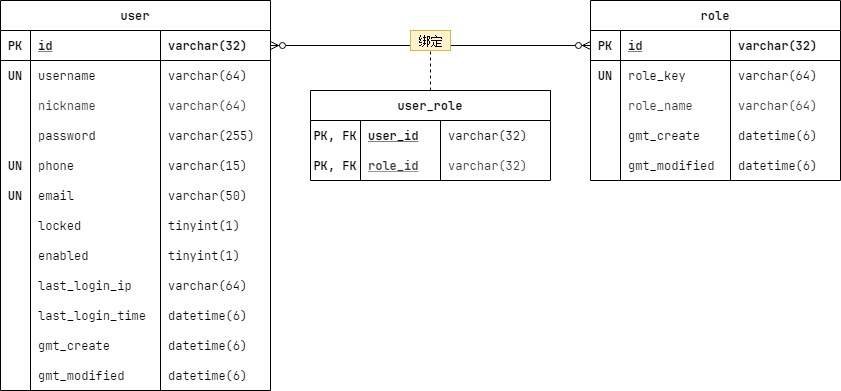 user
PK id varchar(32)
UN username varchar(64)
nickname varchar(64)
password varchar(255)
UN phone varchar(15)
UN email varchar(50)
locked tinyint(1)
enabled tinyint(1)
last_login_ip varchar(64)
last_login_time datetime(6)
gmt_create datetime(6)
gmt_modified datetime(6)
绑定
user_role
PK, FK user_id varchar(32)
PK, FK role_id varchar(32)
role
PK id varchar(32)
UN role_key varchar(64)
role_name varchar(64)
gmt_create datetime(6)
gmt_modified datetime(6)